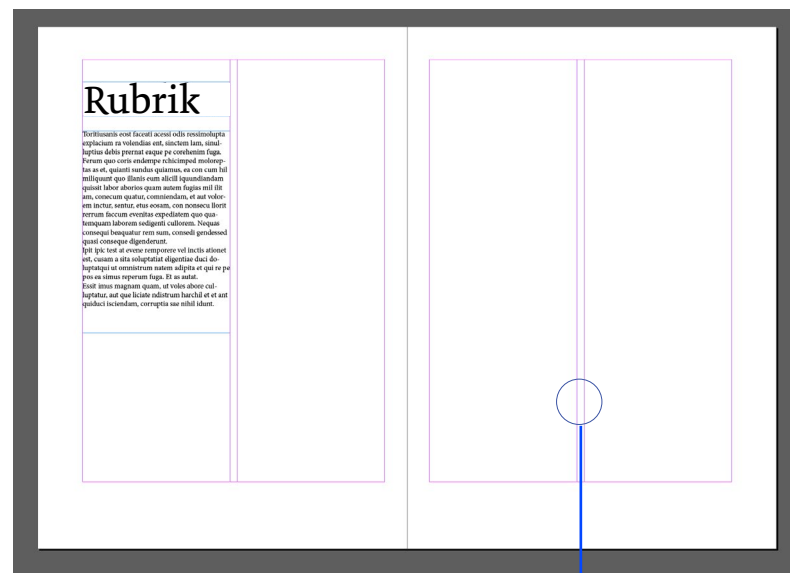 Rubrik
Toritiusanis eost faceati acessi odis ressimolupta
explacium ra volendias ent, sinctem lam, sinul-
luptius debis prernat eaque pe corehenim fuga.
Ferum quo coris endempe rchicimped molorep-
tas as et, quianti sundus quiamus, ea con cum hil
miliquunt quo illanis eum alicill iquundiandam
quissit labor aborios quam autem fugias mil ilit
am, conecum quatur, comniendam, et aut volor-
em inctur, sentur, etus eosam, con nonsecu llorit
rerrum faccum evenitas expediatem quo qua-
temquam laborem sedigenti cullorem. Nequas
consequi beaquatur rem sum, consedi gendessed
quasi conseque digenderunt.
Ipit ipic test at evene remporere vel inctis ationet
est, cusam a sita soluptatiat eligentiae duci do-
luptatqui ut omnistrum natem adipita et qui re pe
pos ea simus reperum fuga. Et as autat.
Essit imus magnam quam, ut voles abore cul-
luptatur, aut que liciate ndistrum harchil et et ant
quiduci isciendam, corruptia sae nihil idunt.